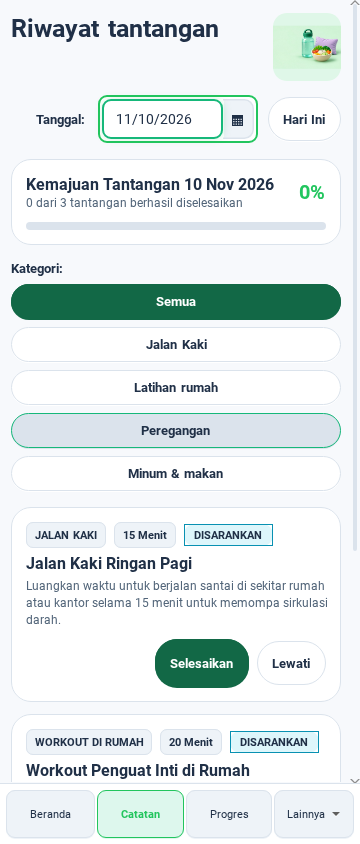 Riwayat tantangan
Tanggal:
11/10/2026
Hari Ini
Kemajuan Tantangan 10 Nov 2026
0 dari 3 tantangan berhasil diselesaikan
0%
Kategori:
Semua
Jalan Kaki
Latihan rumah
Peregangan
Minum & makan
JALAN KAKI
15 Menit
DISARANKAN
Jalan Kaki Ringan Pagi
Luangkan waktu untuk berjalan santai di sekitar rumah
atau kantor selama 15 menit untuk memompa sirkulasi
darah.
Selesaikan
Lewati
WORKOUT DI RUMAH
20 Menit
DISARANKAN
Workout Penguat Inti di Rumah
Beranda
Catatan
Progres
Lainnya